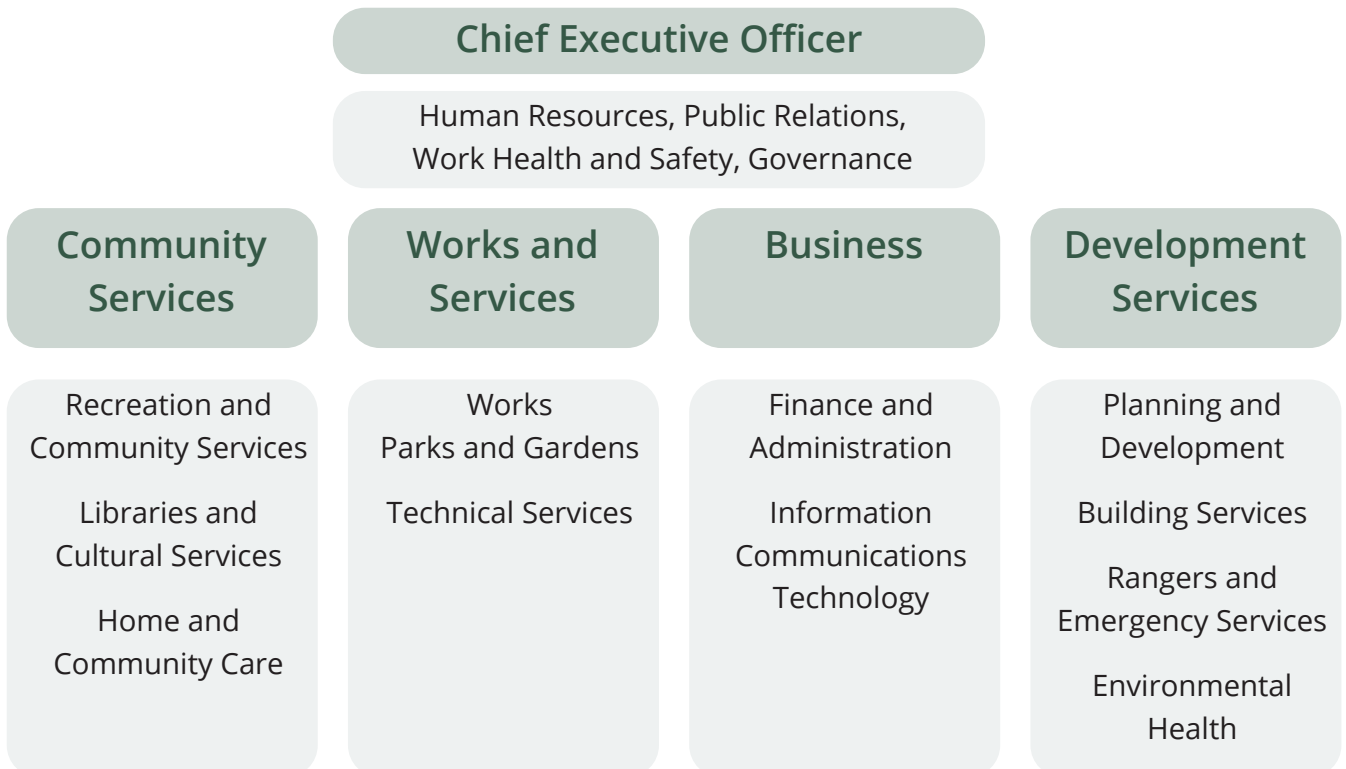 Chief Executive Officer
Human Resources, Public Relations,
Work Health and Safety, Governance
Community
Services
Recreation and
Community Services
Libraries and
Cultural Services
Home and
Community Care
Works and
Services
Works
Parks and Gardens
Technical Services
Business
Finance and
Administration
Information
Communications
Technology
Development
Services
Planning and
Development
Building Services
Rangers and
Emergency Services
Environmental
Health